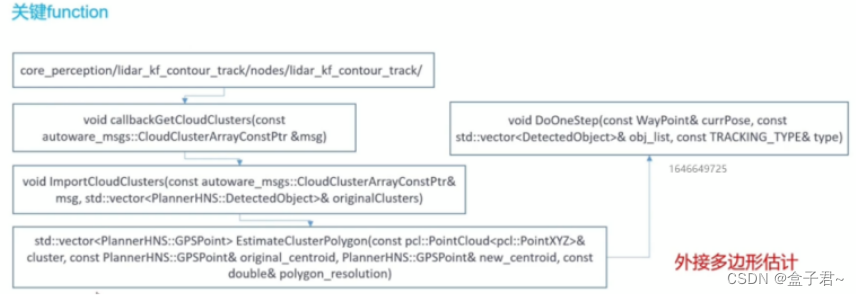 关键function
core_perception/lidar_kf_contour_track/nodes/lidar_kf_contour_track/
void callbackGetCloudClusters(const
autoware_msgs::CloudClusterArrayConstPtr &msg)
void DoOneStep(const WayPoint& currPose, const
std::vector<DetectedObject>& obj_list, const TRACKING_TYPE& type)
1646649725
void ImportCloudClusters(const autoware_msgs::CloudClusterArrayConstPtr&
msg, std::vector<PlannerHNS::DetectedObject>& originalClusters)
std::vector<PlannerHNS::GPSPoint> EstimateClusterPolygon(const pcl::PointCloud<pcl::PointXYZ>&
cluster, const PlannerHNS::GPSPoint& original_centroid, PlannerHNS::GPSPoint& new_centroid, const
double& polygon_resolution)
外接多边形估计
CSDN @盒子君~